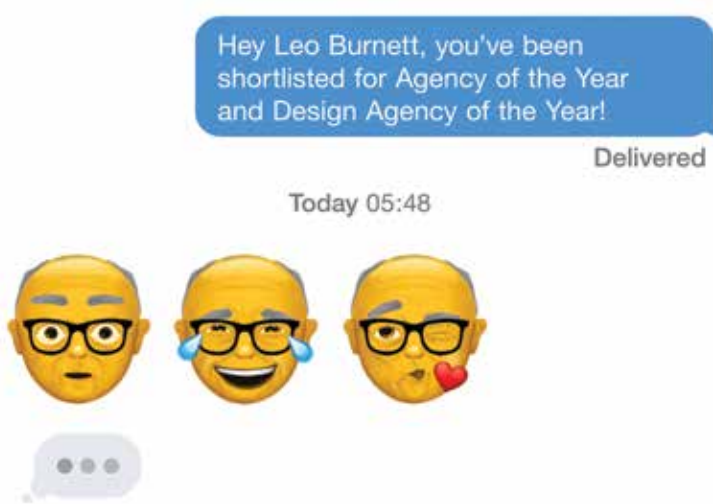 Hey Leo Burnett, you've been
shortlisted for Agency of the Year
and Design Agency of the Year!
Delivered
Today 05:48